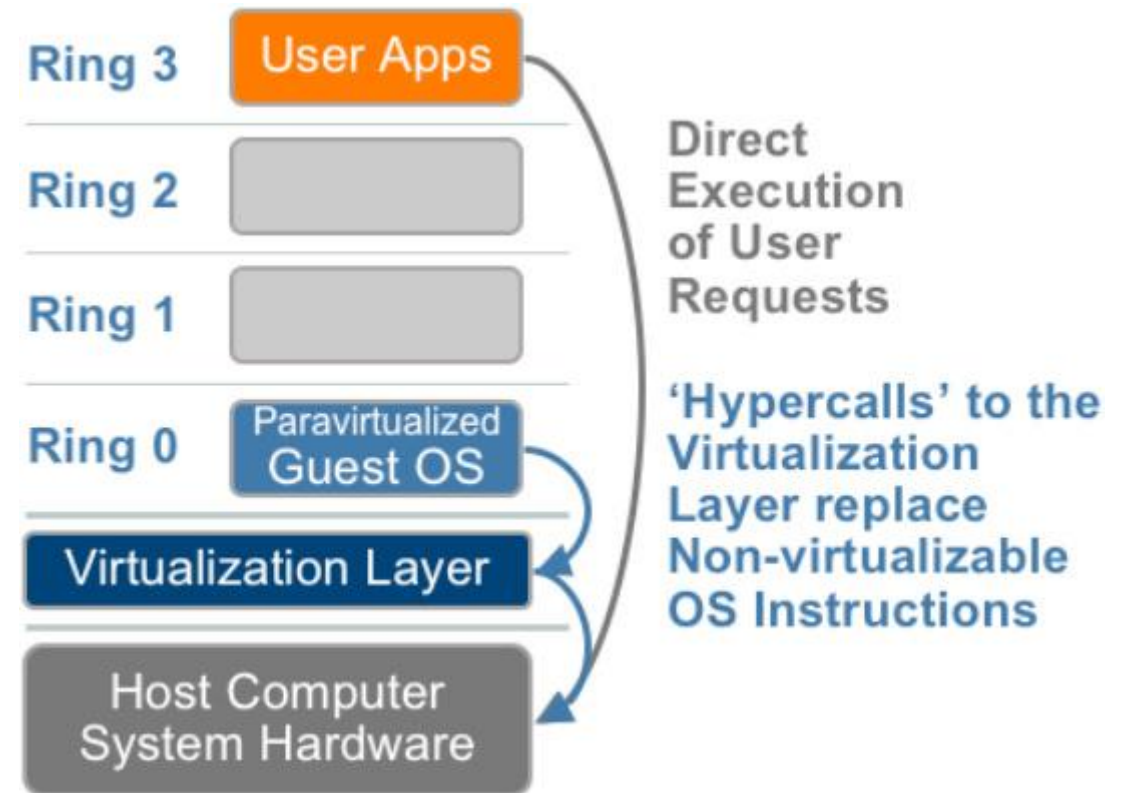 Ring 3
User Apps
Ring 2
Ring 1
Ring 0
Paravirtualized
Guest OS
Virtualization Layer
Host Computer
System Hardware
Direct
Execution
of User
Requests
‘Hypercalls’ to the
Virtualization
Layer replace
Non-virtualizable
OS Instructions